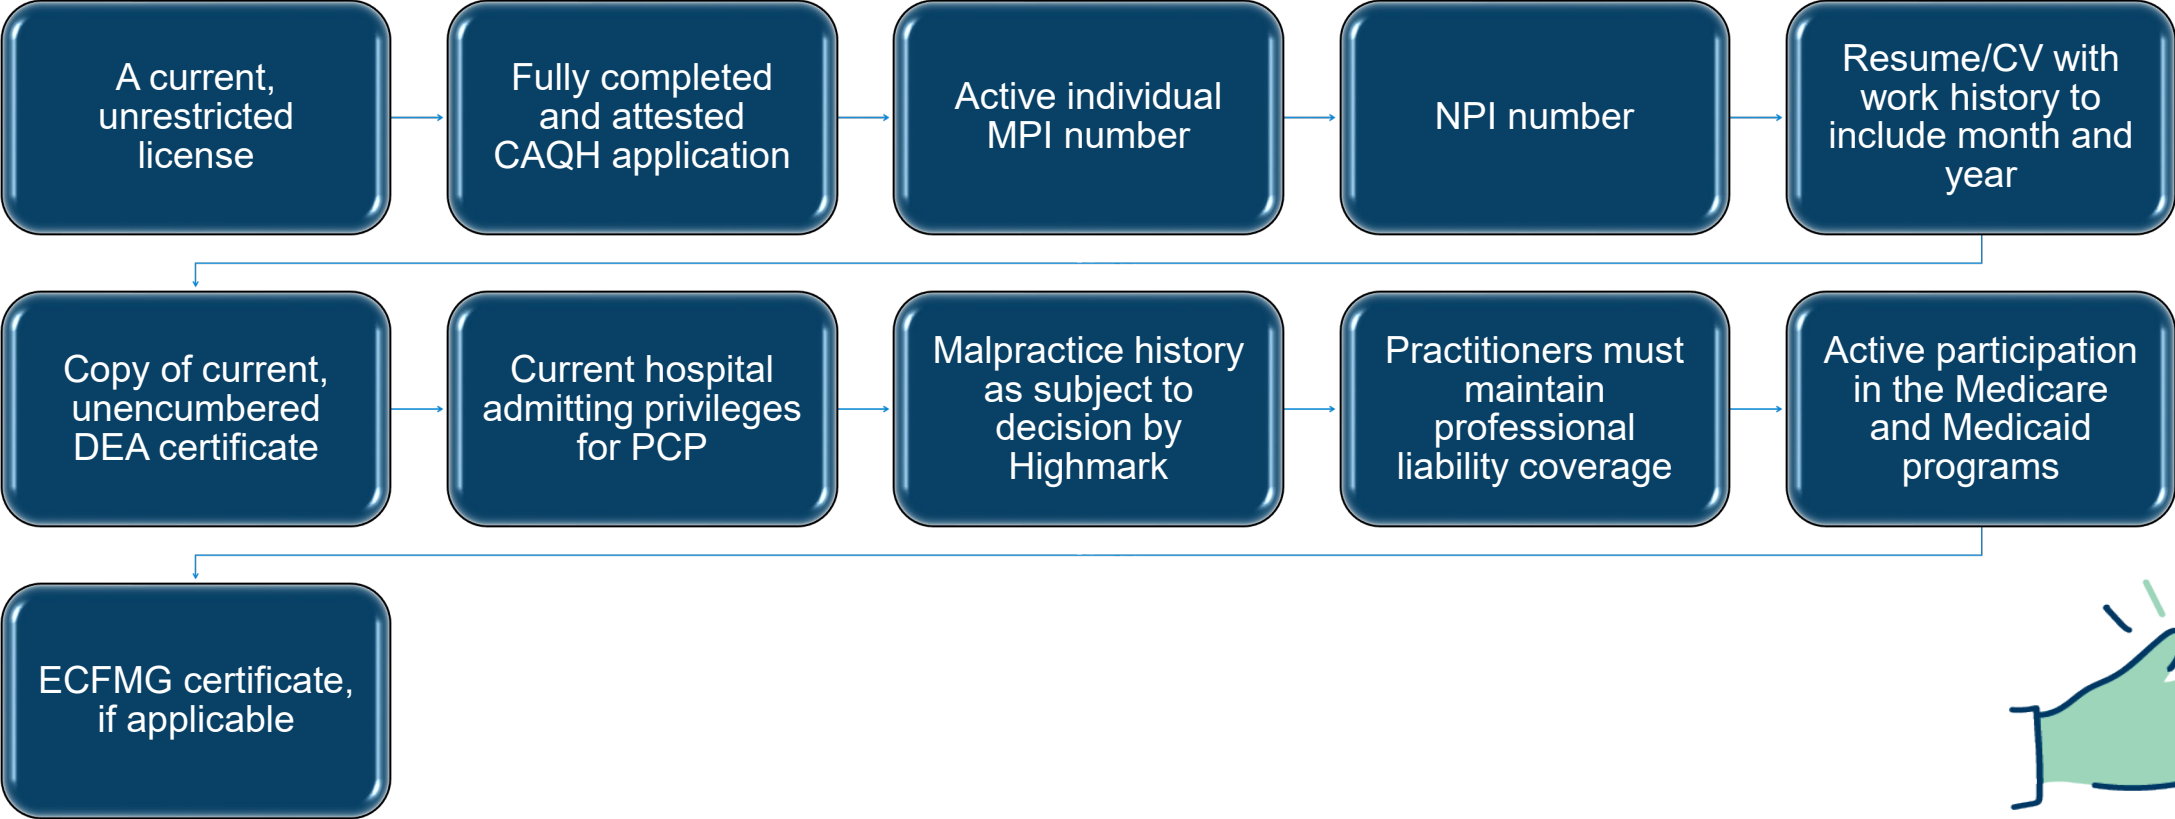 A current,
unrestricted
license
Fully completed
and attested
CAQH application
Active individual
MPI number
NPI number
Resume/CV with
work history to
include month and
year
Copy of current,
unencumbered
DEA certificate
Current hospital
admitting privileges
for PCP
Malpractice history
as subject to
decision by
Highmark
Practitioners must
maintain
professional
liability coverage
Active participation
in the Medicare
and Medicaid
programs
ECFMG certificate,
if applicable